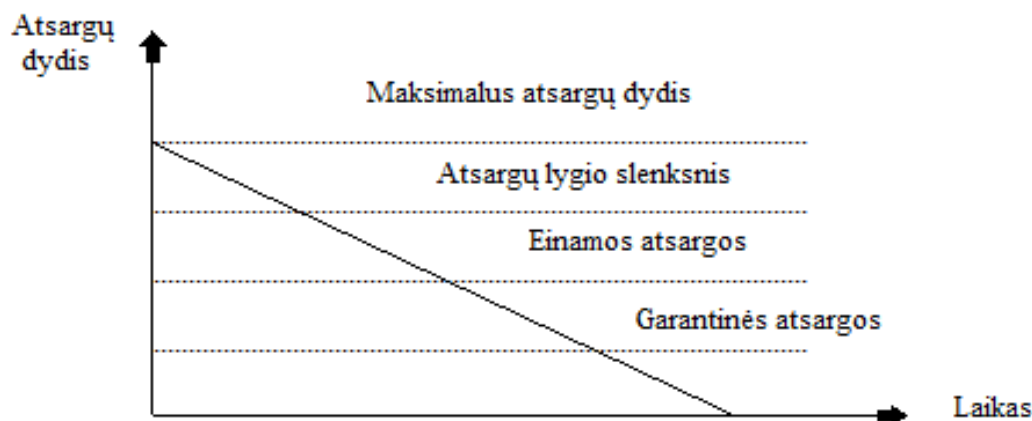 Atsargų
dydis
Maksimalus atsargų dydis
Atsargų lygio slenksnis
Einamos atsargos
Garantinės atsargos
Laikas